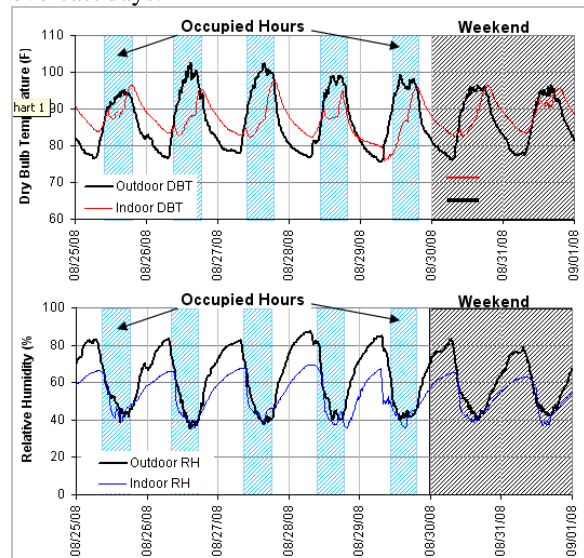 Occupied Hours Weekend
110
100
90
80
70
60
Dry Bulb Temperature (F)
hart 1
Outdoor DBT
Indoor DBT
08/25/08 08/26/08 08/27/08 08/28/08 08/29/08 08/30/08 08/31/08 09/01/08
Occupied Hours Weekend
100
80
60
40
20
0
Relative Humidity (%
Outdoor RH
Indoor RH
08/25/08 08/26/08 08/27/08 08/28/08 08/29/08 08/30/08 08/31/08 09/01/08